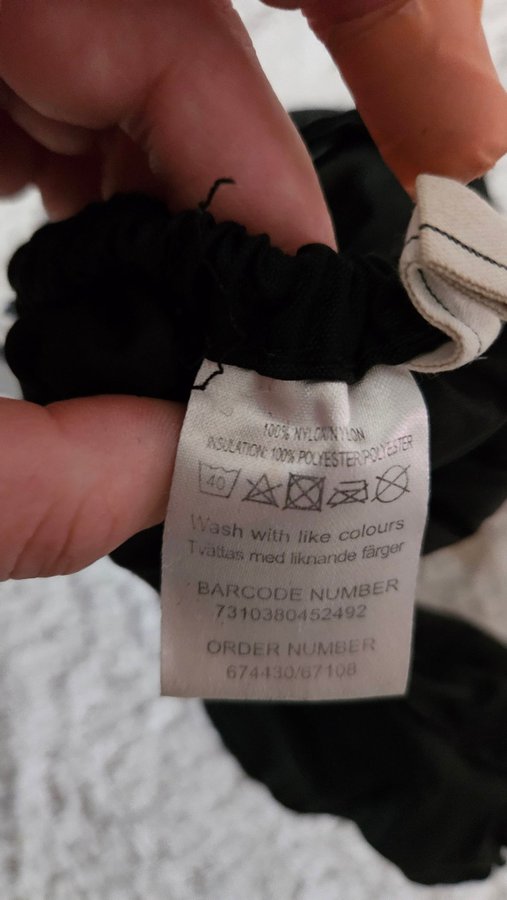 100% NYLON/NYLON
INSULATION: 100% POLYESTER/POLYESTER
40
Wash with like colours
Tvättas med liknande färger
BARCODE NUMBER
7310380452492
ORDER NUMBER
674430/67108